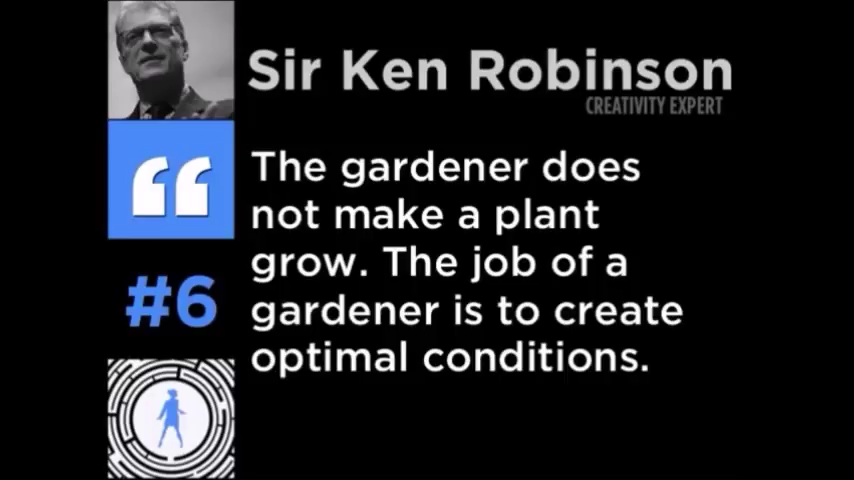 Sir Ken Robinson
CREATIVITY EXPERT
“
The gardener does
not make a plant
grow. The job of a
gardener is to create
optimal conditions.
#6